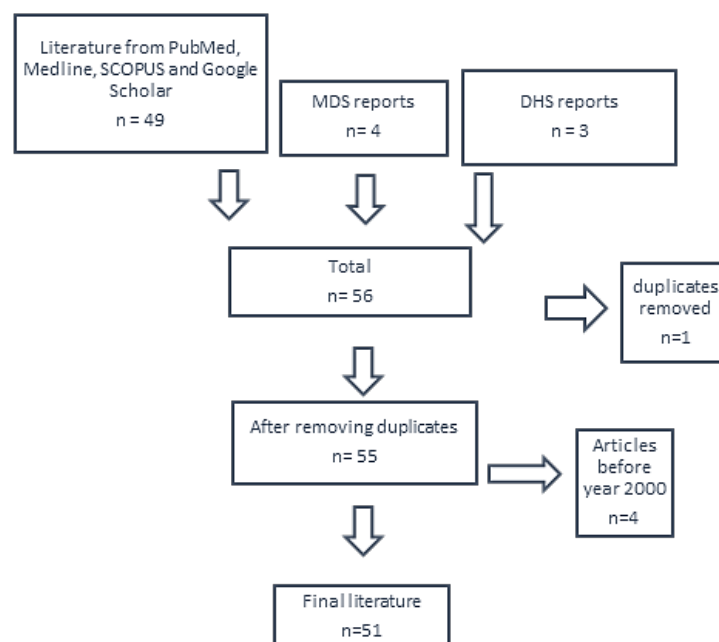 Literature from PubMed,
Medline, SCOPUS and Google
Scholar
n = 49
MDS reports
n= 4
DHS reports
n = 3
Total
n= 56
duplicates
removed
n=1
After removing duplicates
n= 55
Articles
before
year 2000
n=4
Final literature
n=51